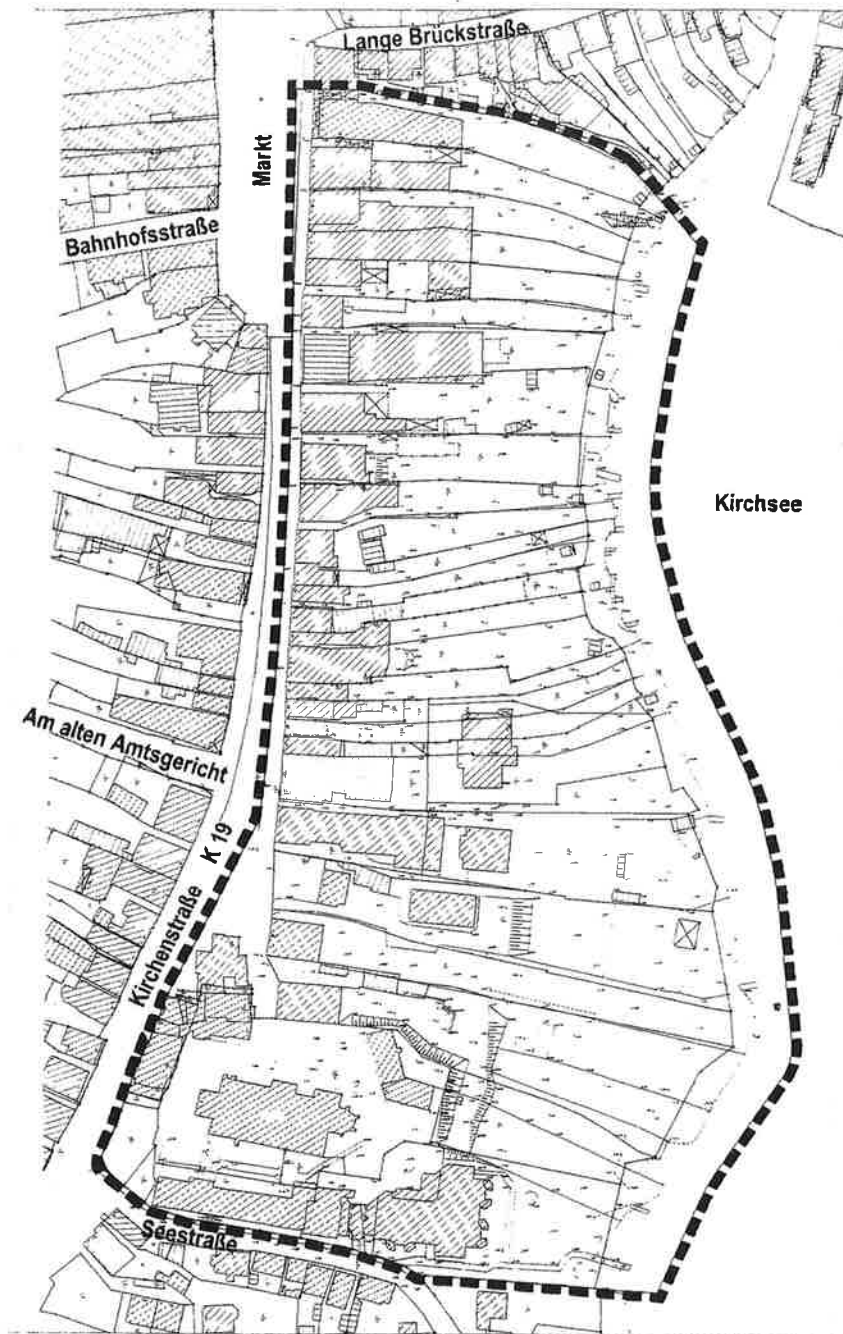 Lange Brückstraße
Markt
Bahnhofsstraße
Kirchsee
Am alten Amtsgericht
Kirchenstraße K 19
Seestraße